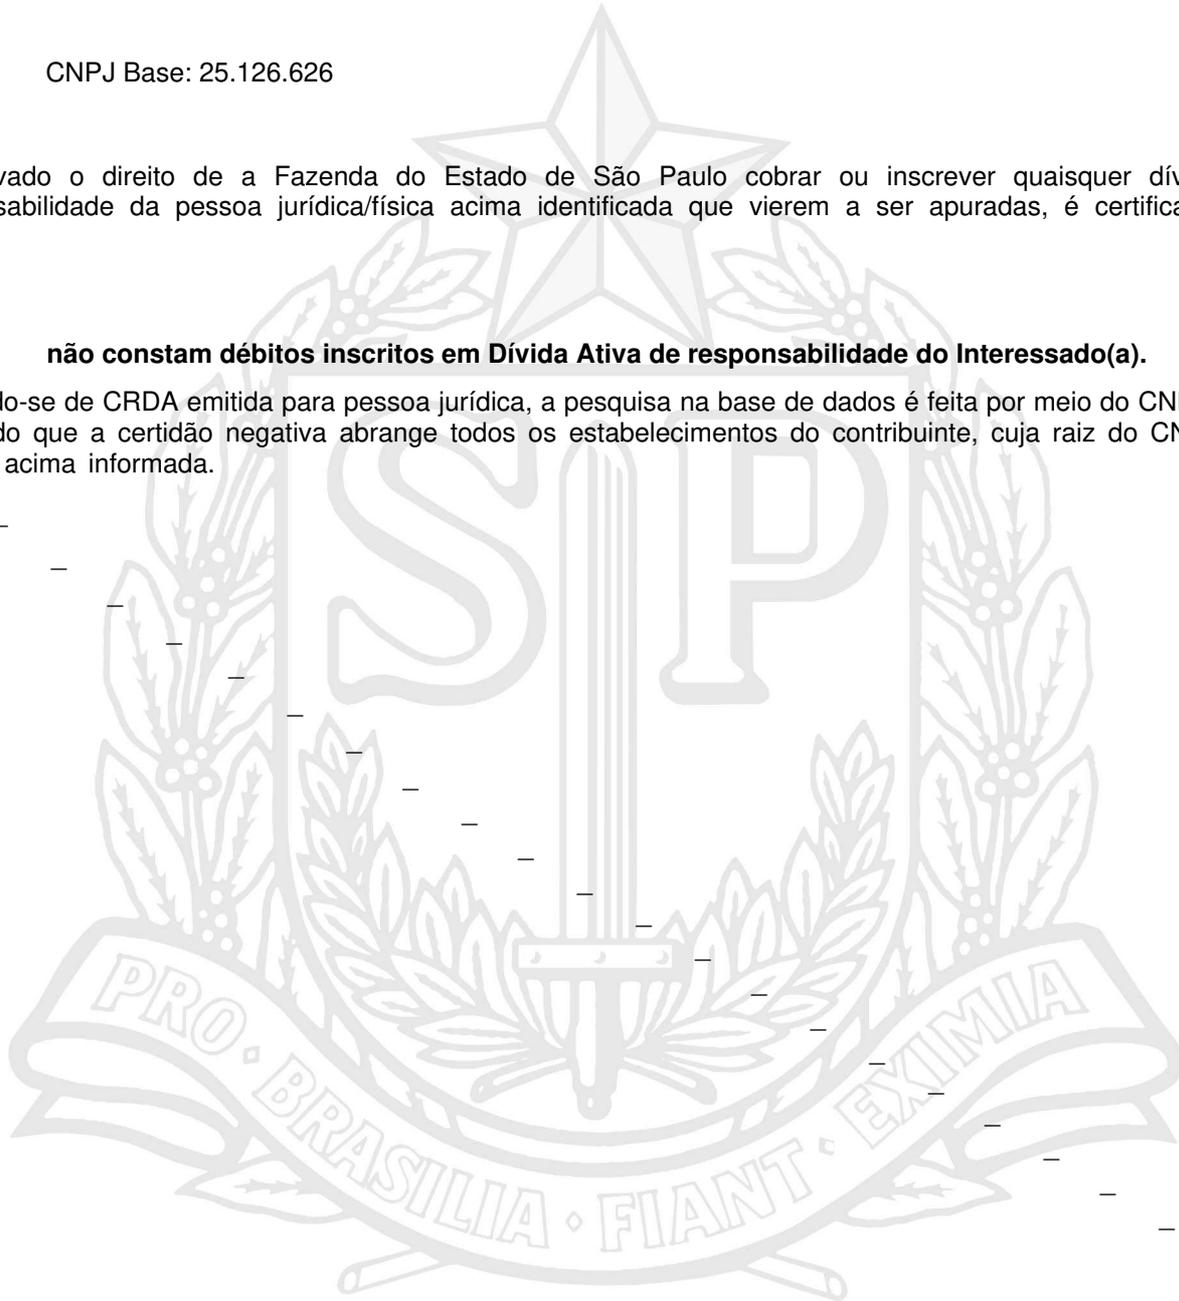 CNPJ Base: 25.126.626
vado o direito de a Fazenda do Estado de São Paulo cobrar ou inscrever quaisquer dív
sabilidade da pessoa jurídica/física acima identificada que vierem a ser apuradas, é certifica
não constam débitos inscritos em Dívida Ativa de responsabilidade do Interessado(a).
do-se de CRDA emitida para pessoa jurídica, a pesquisa na base de dados é feita por meio do CN
do que a certidão negativa abrange todos os estabelecimentos do contribuinte, cuja raiz do CN
acima informada.
SP
PRO • BRASILIA • FIANT • EXIMIA